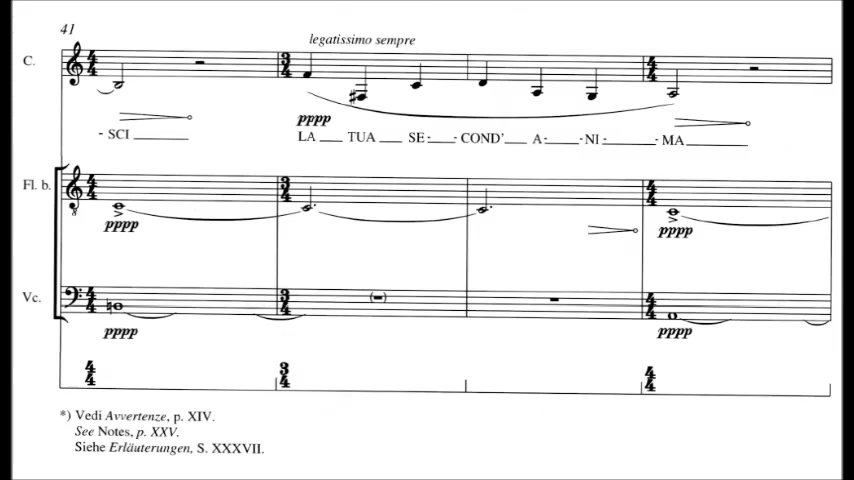 41
legatissimo sempre
C.
pppp
- SCI LA TUA SE - - COND' A - - NI - - MA
Fl. b.
pppp pppp
Vc.
pppp pppp
*) Vedi Avvertenze, p. XIV.
See Notes, p. XXV.
Siehe Erläuterungen, S. XXXVII.